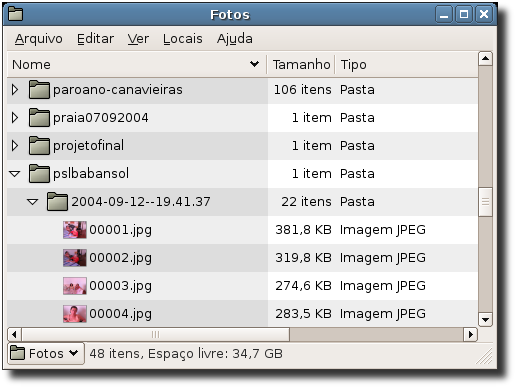 Fotos
Arquivo Editar Ver Locais Ajuda
Nome Tamanho Tipo
paroano-canavieiras 106 itens Pasta
praia07092004 1 item Pasta
projetofinal 1 item Pasta
pslbabansol 1 item Pasta
2004-09-12--19.41.37 22 itens Pasta
00001.jpg 381,8 KB Imagem JPEG
00002.jpg 319,8 KB Imagem JPEG
00003.jpg 274,6 KB Imagem JPEG
00004.jpg 283,5 KB Imagem JPEG
Fotos 48 itens, Espaço livre: 34,7 GB